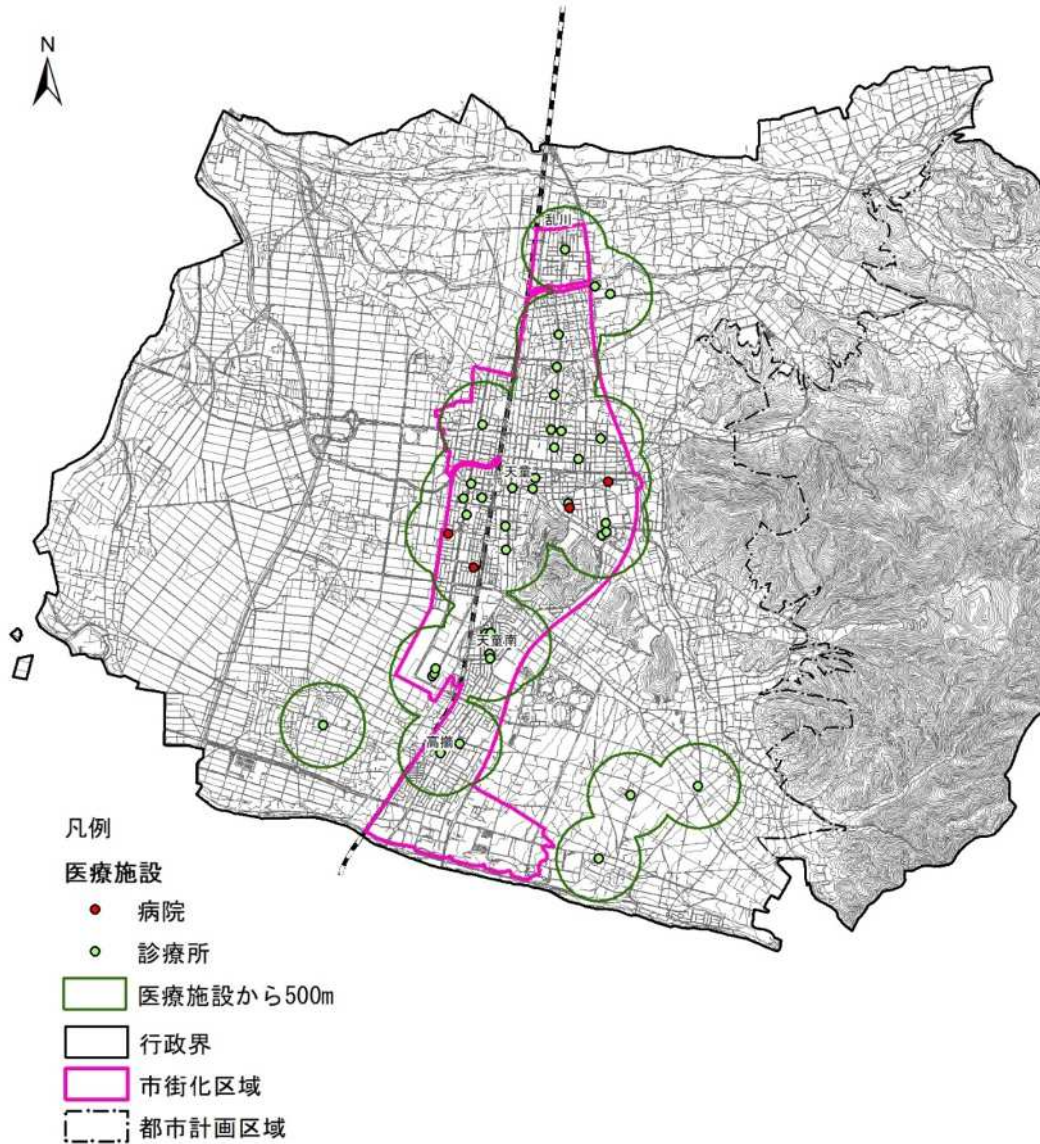 N
乱川
天童
天童南
高擶
凡例
医療施設
病院
診療所
医療施設から500m
行政界
市街化区域
都市計画区域